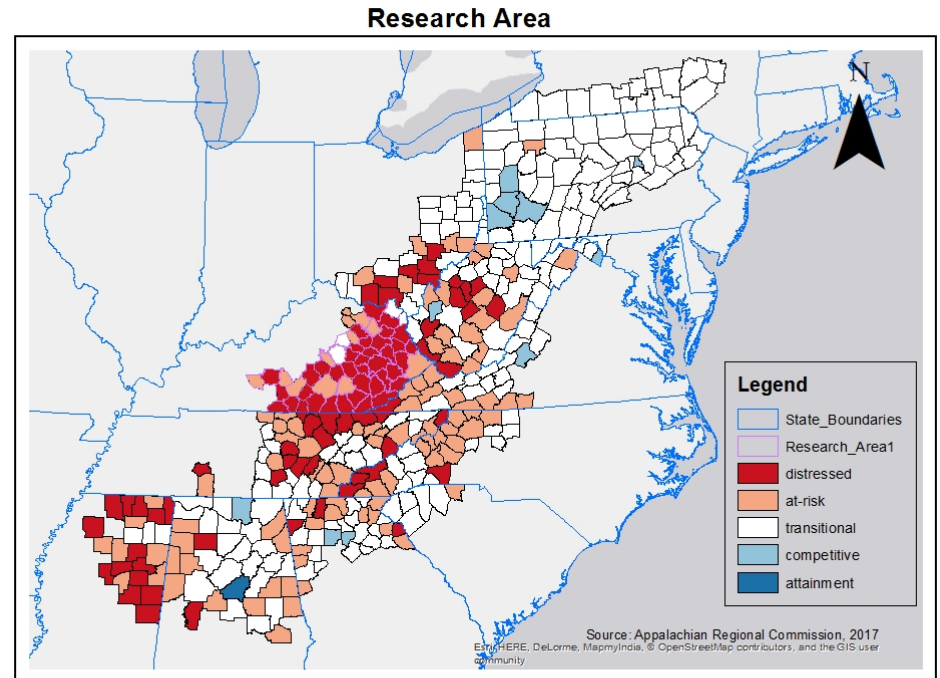 Research Area
N
Legend
State_Boundaries
Research_Area1
distressed
at-risk
transitional
competitive
attainment
Source: Appalachian Regional Commission, 2017
Esri, HERE, DeLorme, MapmyIndia, © OpenStreetMap contributors, and the GIS user
community